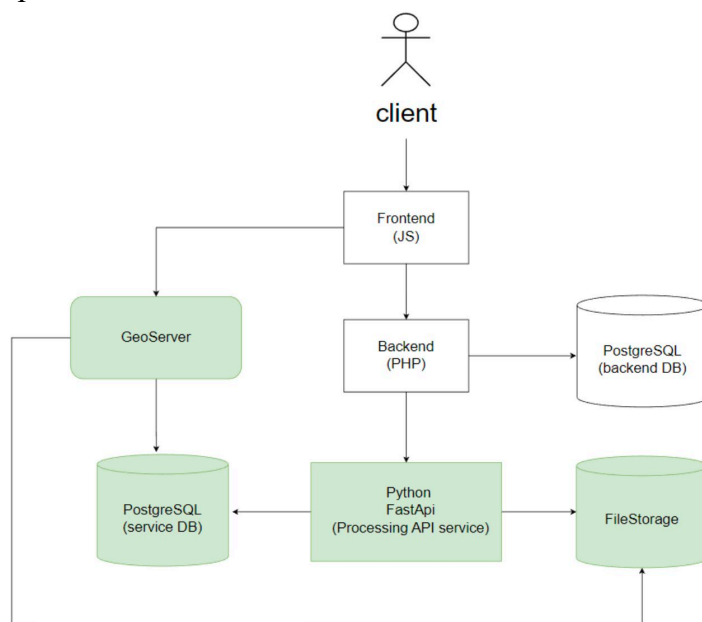 client
Frontend
(JS)
GeoServer
Backend
(PHP)
PostgreSQL
(backend DB)
PostgreSQL
(service DB)
Python
FastApi
(Processing API service)
FileStorage